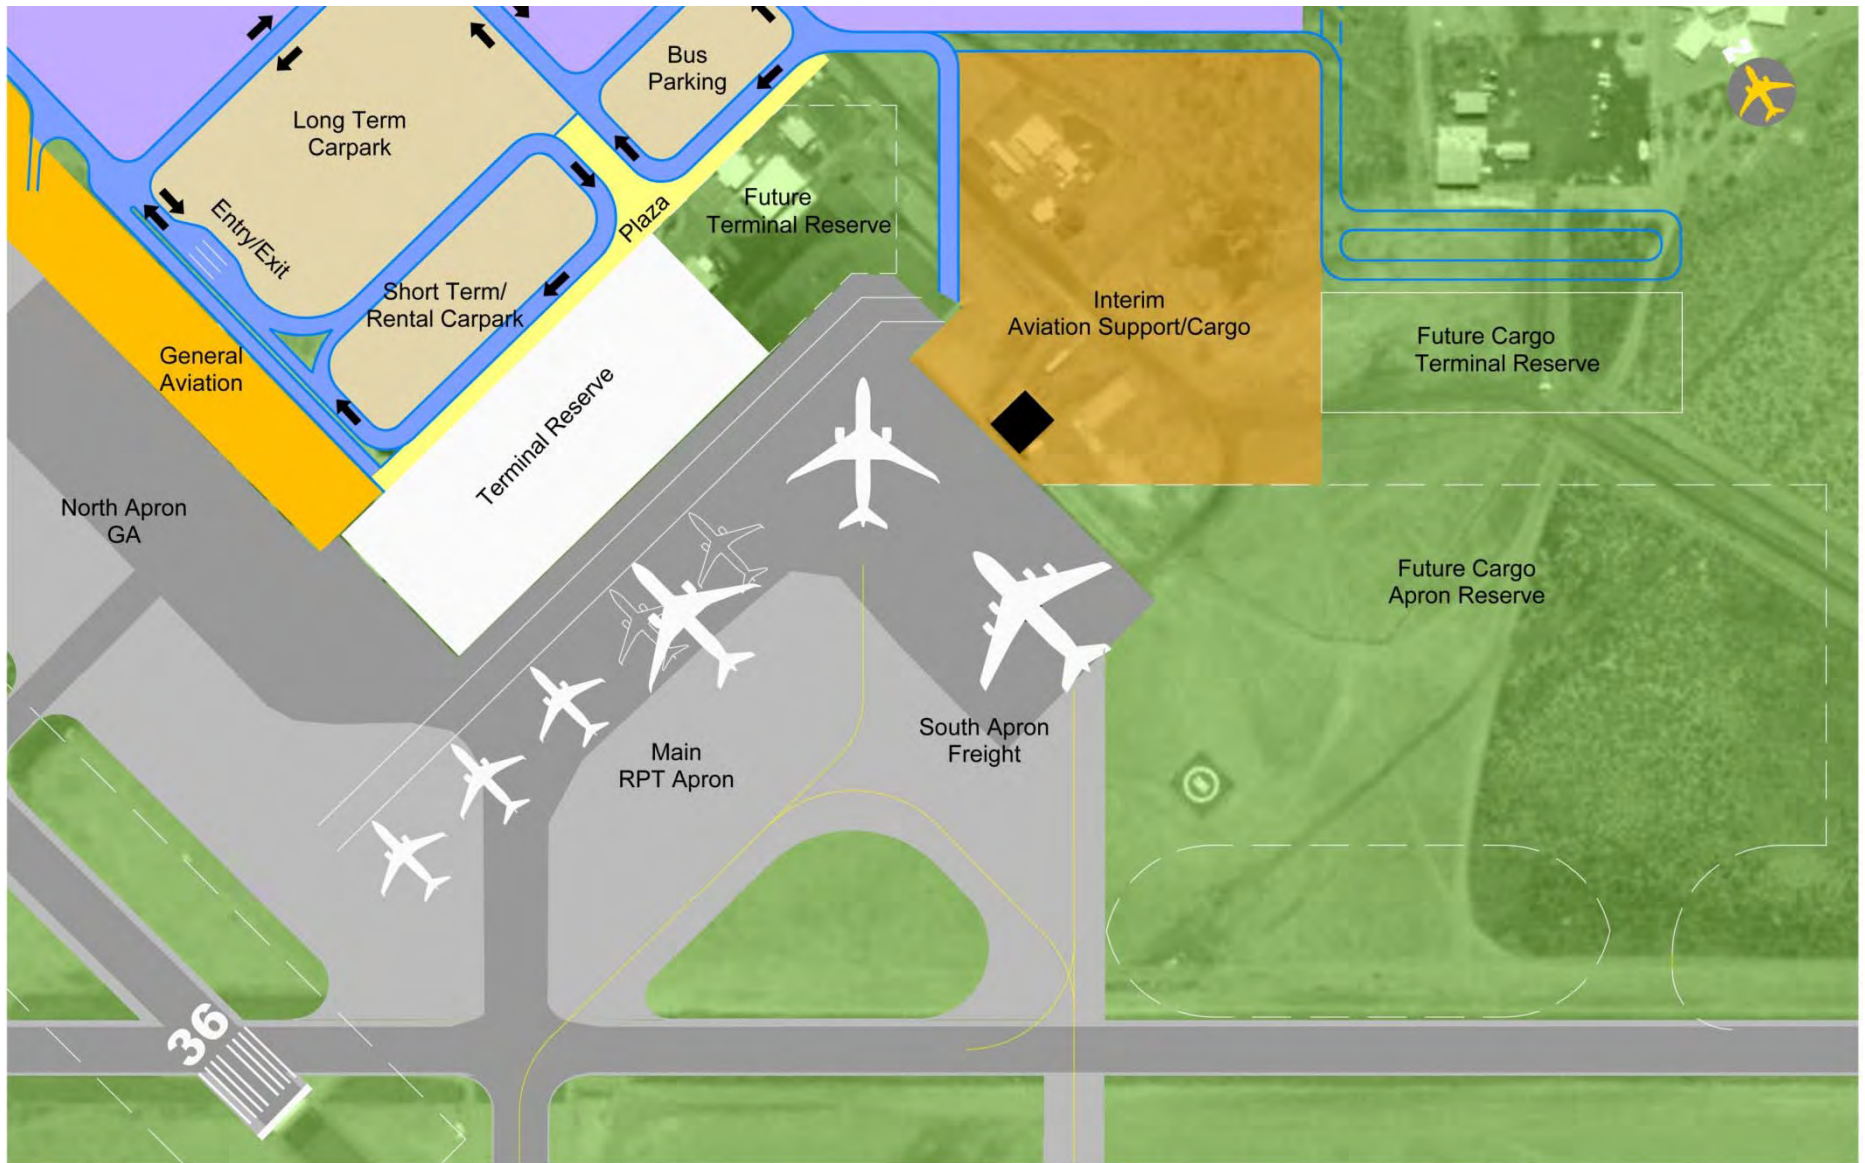 Bus
Parking
Long Term
Carpark
Entry/Exit
Plaza
Future
Terminal Reserve
Short Term/
Rental Carpark
Interim
Aviation Support/Cargo
Future Cargo
Terminal Reserve
General
Aviation
Terminal Reserve
North Apron
GA
Future Cargo
Apron Reserve
South Apron
Freight
Main
RPT Apron
36
N